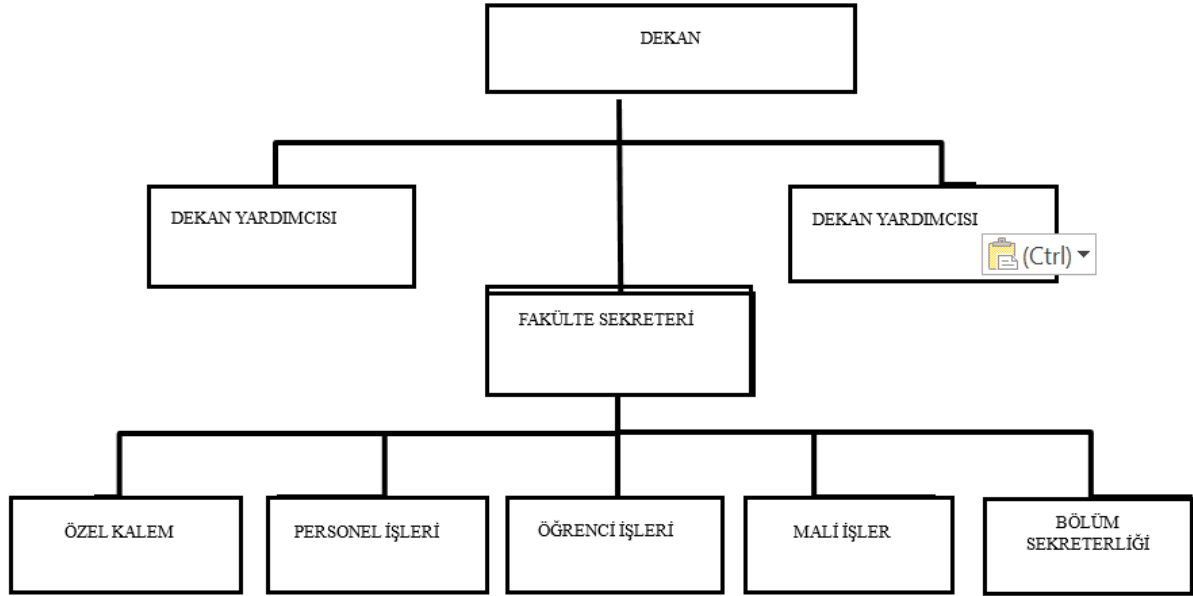 DEKAN
DEKAN YARDIMCISI
DEKAN YARDIMCISI
(Ctrl)
FAKÜLTE SEKRETERİ
ÖZEL KALEM
PERSONEL İŞLERİ
ÖĞRENCİ İŞLERİ
MALİ İŞLER
BÖLÜM
SEKRETERLİĞİ